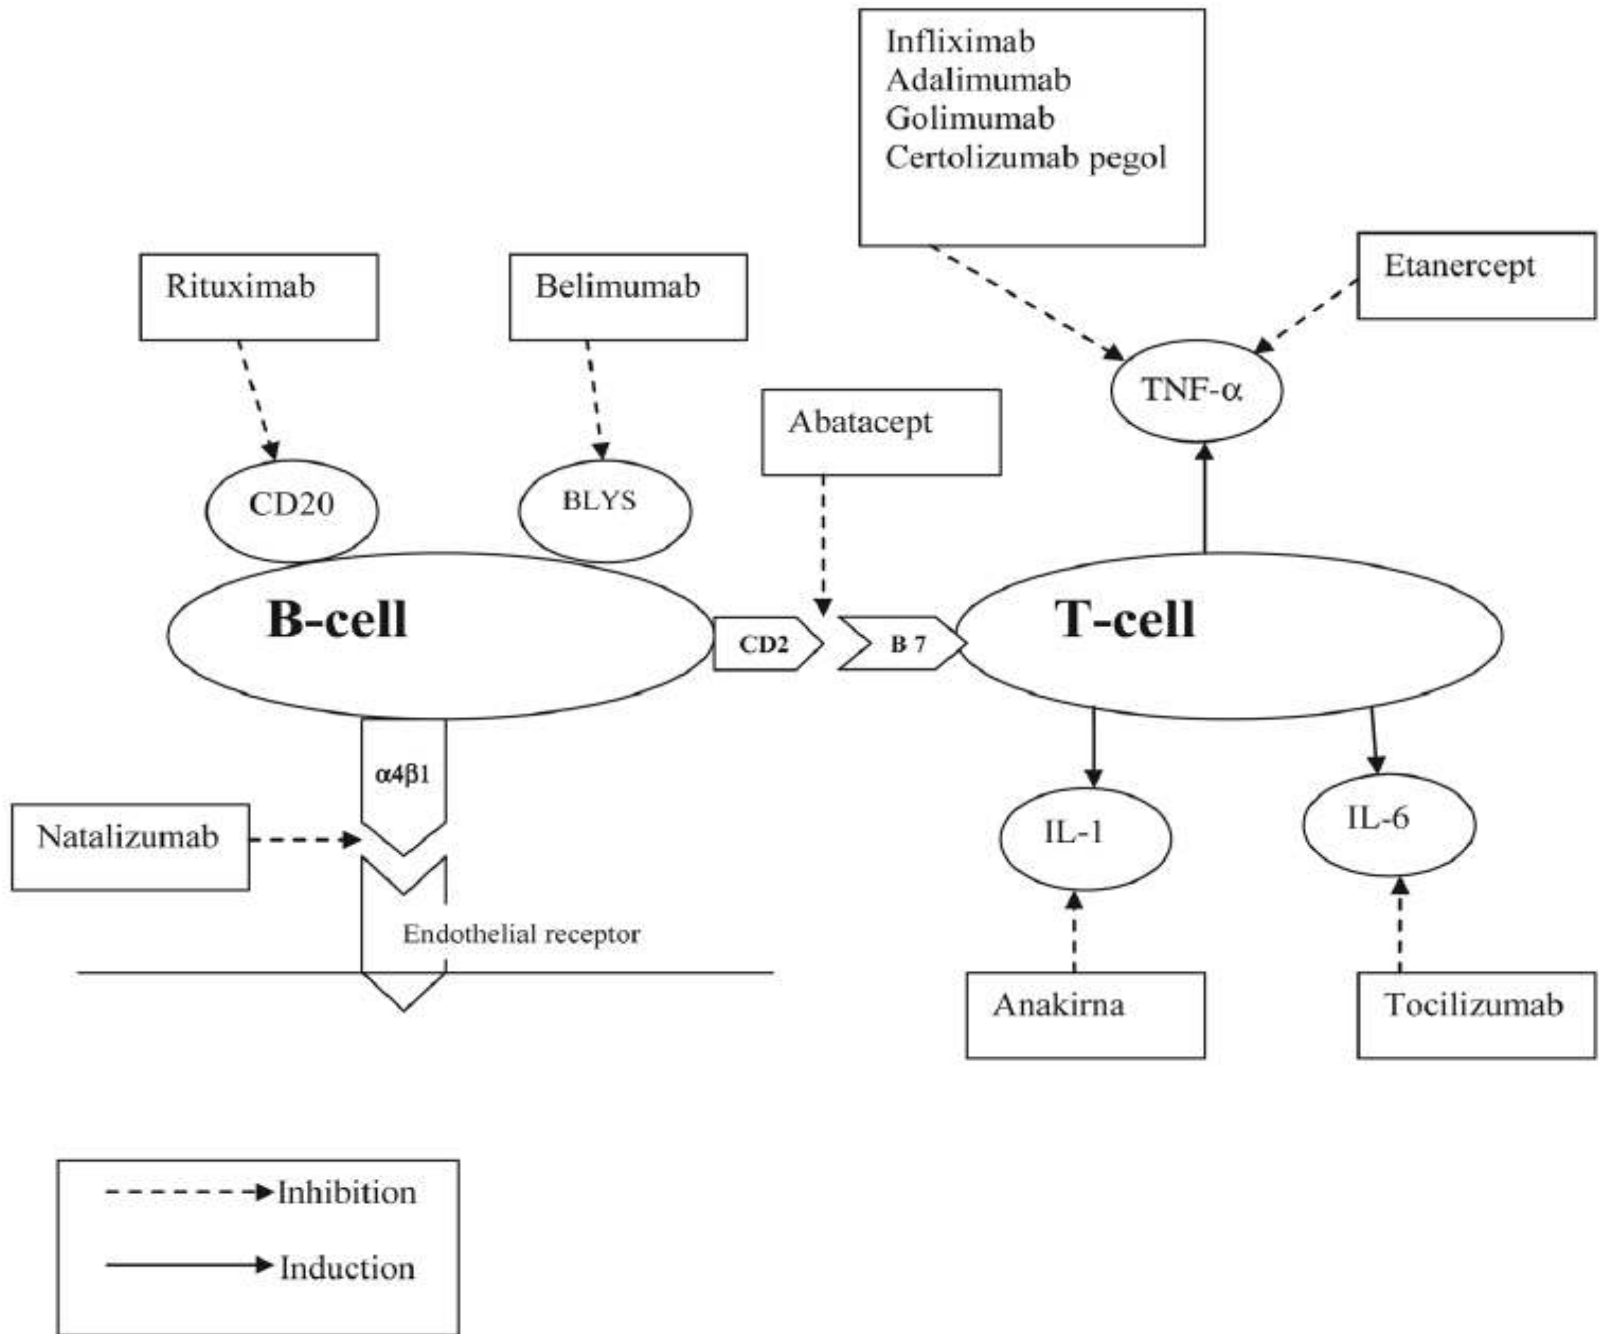 Infliximab
Adalimumab
Golimumab
Certolizumab pegol
Etanercept
Rituximab
Belimumab
TNF-α
Abatacept
CD20
BLYS
B-cell
T-cell
CD2
B 7
α4β1
Natalizumab
IL-1
IL-6
Endothelial receptor
Anakirna
Tocilizumab
Inhibition
Induction